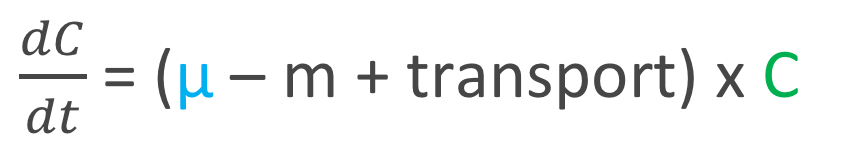 dC/dt = (μ – m + transport) x C